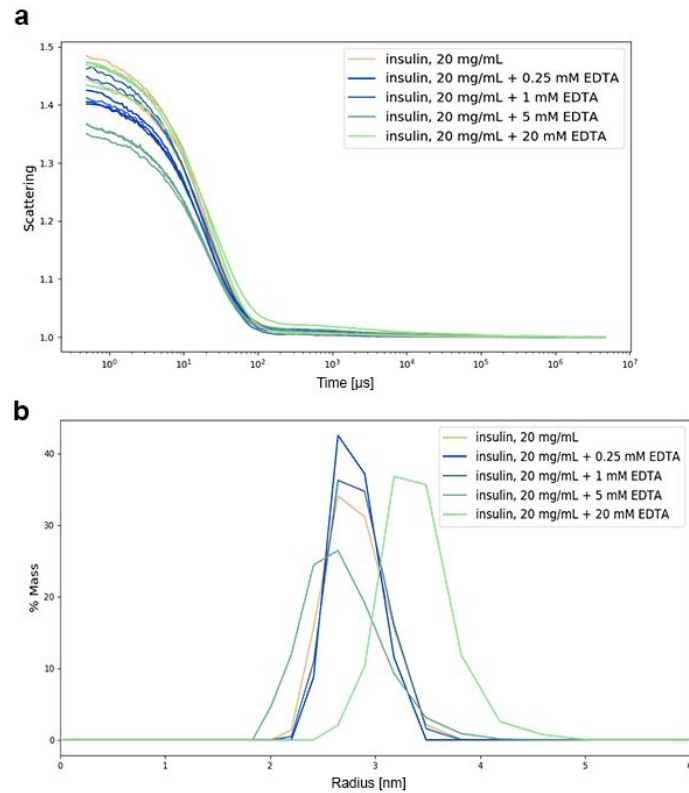 a
1.5
1.4
1.3
1.2
1.1
1.0
Scattering
insulin, 20 mg/mL
insulin, 20 mg/mL + 0.25 mM EDTA
insulin, 20 mg/mL + 1 mM EDTA
insulin, 20 mg/mL + 5 mM EDTA
insulin, 20 mg/mL + 20 mM EDTA
10⁰ 10¹ 10² 10³ 10⁴ 10⁵ 10⁶ 10⁷
Time [µs]
b
40
30
20
10
0
% Mass
insulin, 20 mg/mL
insulin, 20 mg/mL + 0.25 mM EDTA
insulin, 20 mg/mL + 1 mM EDTA
insulin, 20 mg/mL + 5 mM EDTA
insulin, 20 mg/mL + 20 mM EDTA
0 1 2 3 4 5 6
Radius [nm]